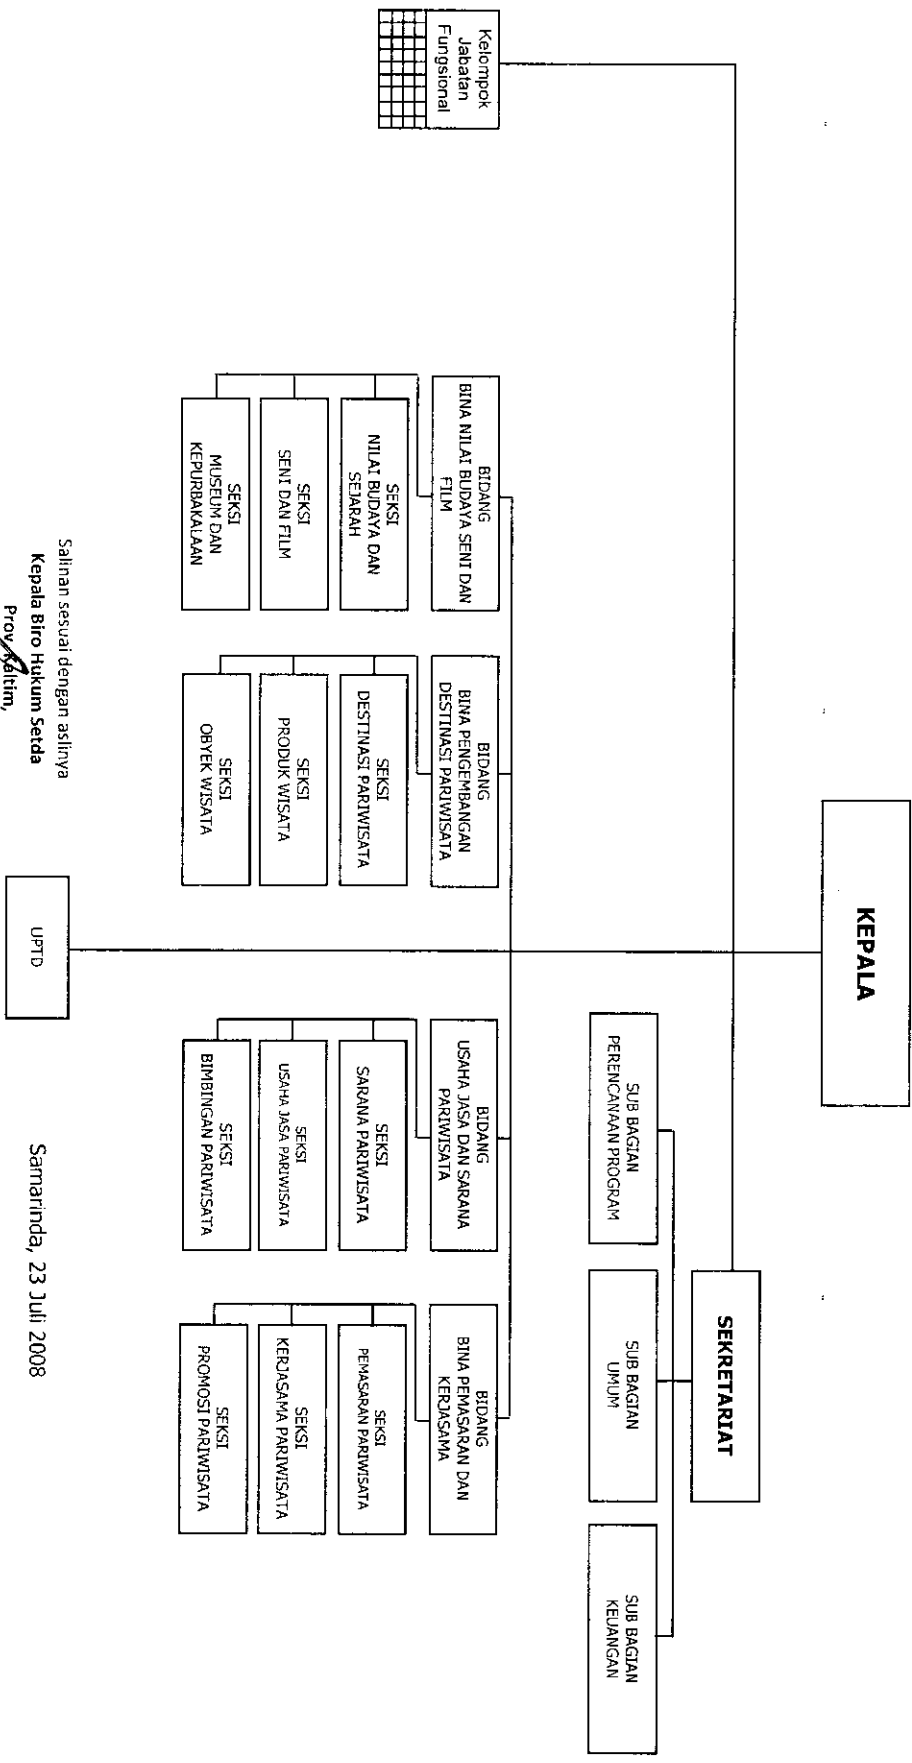 KEPALA
SEKRETARIAT
SUB BAGIAN
PERENCANAAN PROGRAM
SUB BAGIAN
UMUM
SUB BAGIAN
KEUANGAN
Kelompok
Jabatan
Fungsional
BIDANG
BINA NILAI BUDAYA SENI DAN
FILM
SEKSI
NILAI BUDAYA DAN
SEJARAH
SEKSI
SENI DAN FILM
SEKSI
MUSEUM DAN
KEPURBAKALAAN
BIDANG
BINA PENGEMBANGAN
DESTINASI PARIWISATA
SEKSI
DESTINASI PARIWISATA
SEKSI
PRODUK WISATA
SEKSI
OBYEK WISATA
BIDANG
USAHA JASA DAN SARANA
PARIWISATA
SEKSI
SARANA PARIWISATA
SEKSI
USAHA JASA PARIWISATA
SEKSI
BIMBINGAN PARIWISATA
BIDANG
BINA PEMASARAN DAN
KERJASAMA
SEKSI
PEMASARAN PARIWISATA
SEKSI
KERJASAMA PARIWISATA
SEKSI
PROMOSI PARIWISATA
UPTD
Salinan sesuai dengan aslinya
Kepala Biro Hukum Setda
Prov Kaltim,
Samarinda, 23 Juli 2008